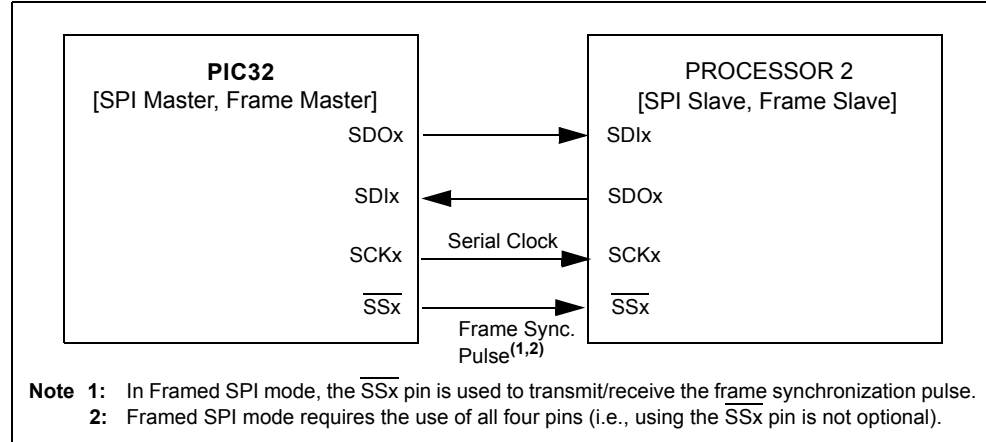 PIC32
[SPI Master, Frame Master]
PROCESSOR 2
[SPI Slave, Frame Slave]
SDOx
SDIx
SDIx
SDOx
SCKx
Serial Clock
SCKx
SSx
SSx
Frame Sync.
Pulse(1,2)
Note 1: In Framed SPI mode, the SSx pin is used to transmit/receive the frame synchronization pulse.
2: Framed SPI mode requires the use of all four pins (i.e., using the SSx pin is not optional).